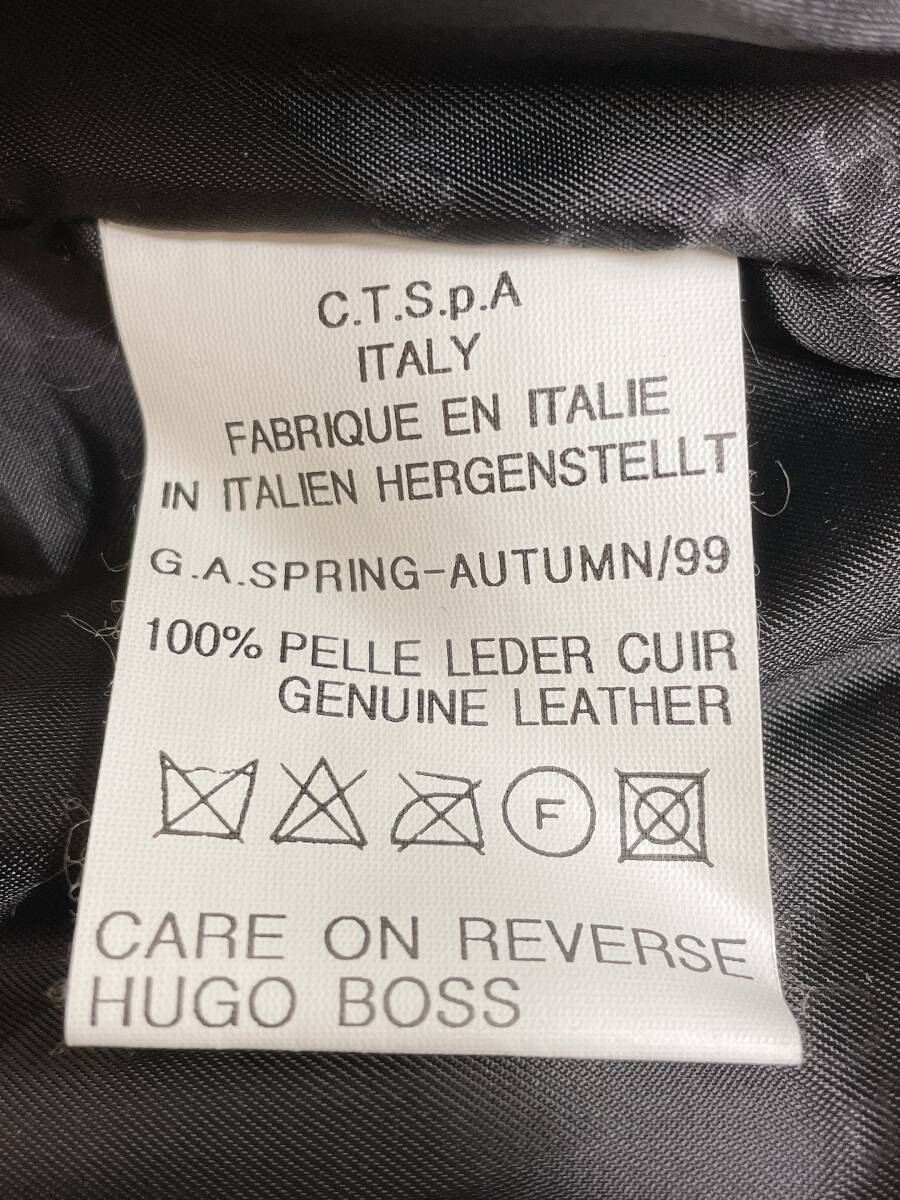 C.T.S.p.A
ITALY
FABRIQUE EN ITALIE
IN ITALIEN HERGENSTELLT
G.A.SPRING-AUTUMN/99
100% PELLE LEDER CUIR
GENUINE LEATHER
F
CARE ON REVERSE
HUGO BOSS